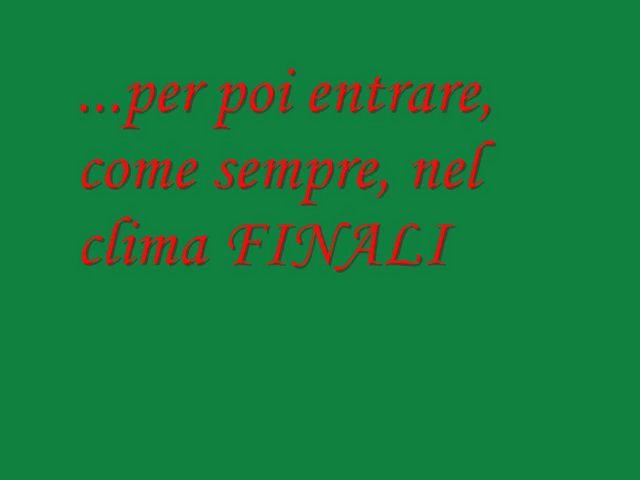 ...per poi entrare,
come sempre, nel
clima FINALI